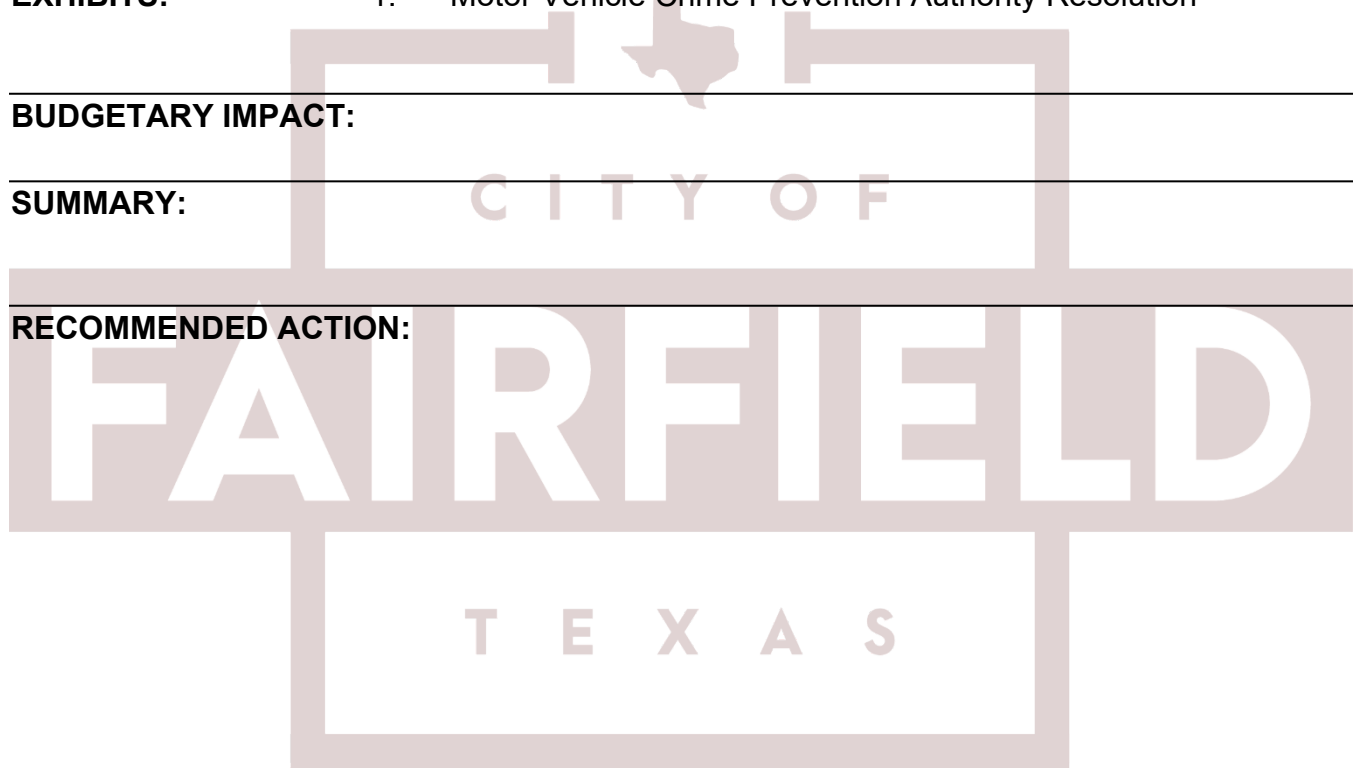 EXHIBITS: 1. Motor Vehicle Crime Prevention Authority Resolution
BUDGETARY IMPACT:
SUMMARY:
CITY OF
RECOMMENDED ACTION:
FAIRFIELD
TEXAS